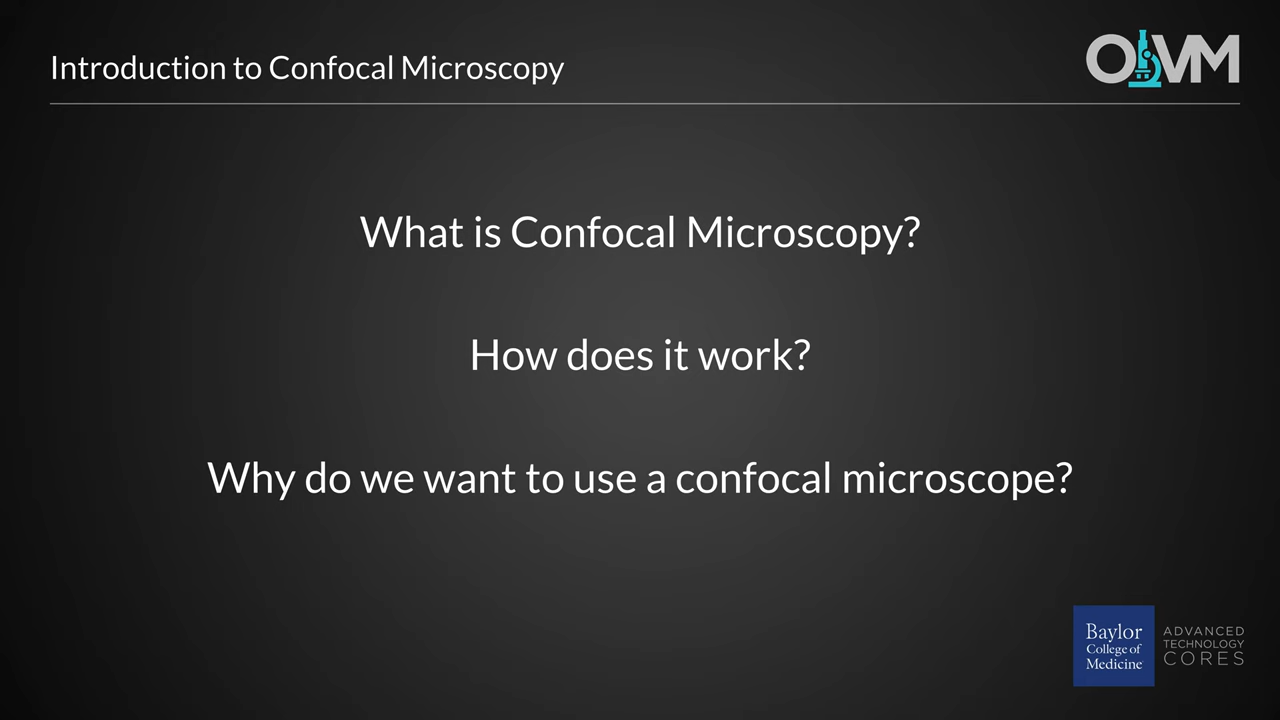 Introduction to Confocal Microscopy
OIVM
What is Confocal Microscopy?
How does it work?
Why do we want to use a confocal microscope?
Baylor
College of
Medicine
ADVANCED
TECHNOLOGY
CORES